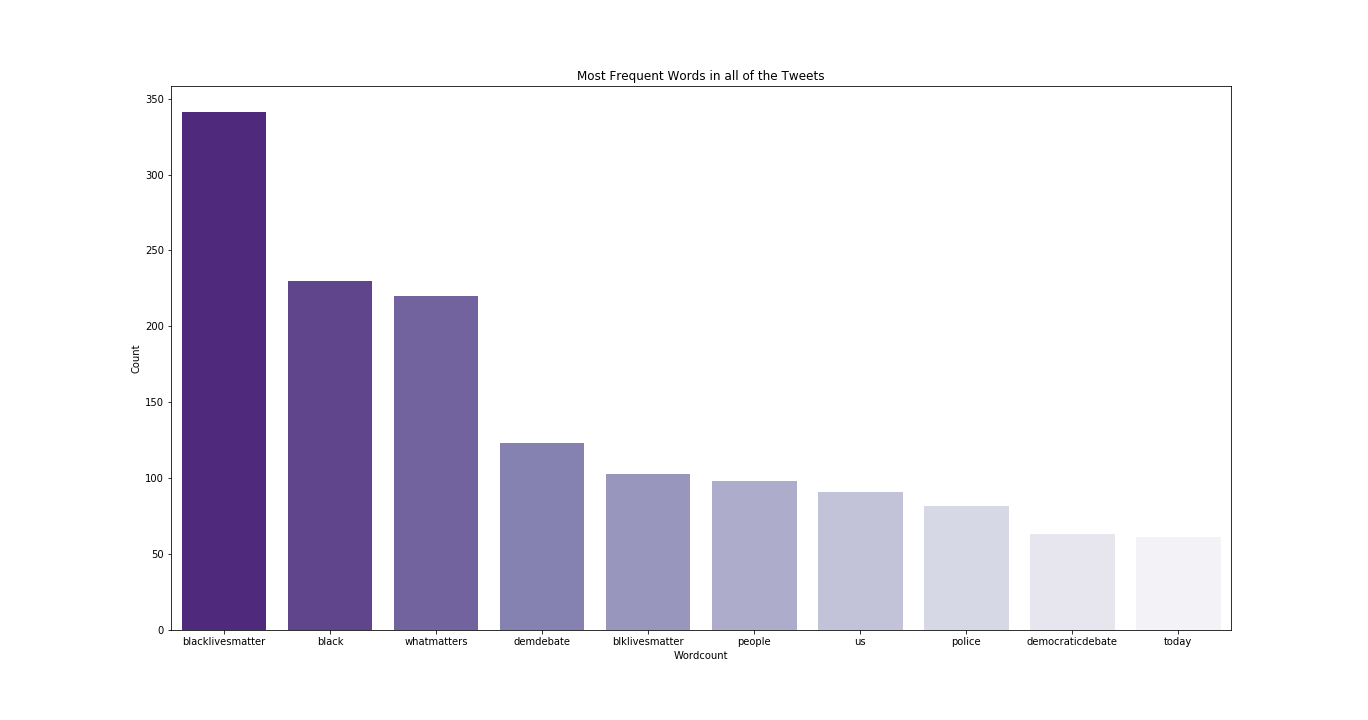 Most Frequent Words in all of the Tweets
350
300
250
200
150
100
50
0
Count
blacklivesmatter black whatmatters demdebate blklivesmatter people us police democraticdebate today
Wordcount